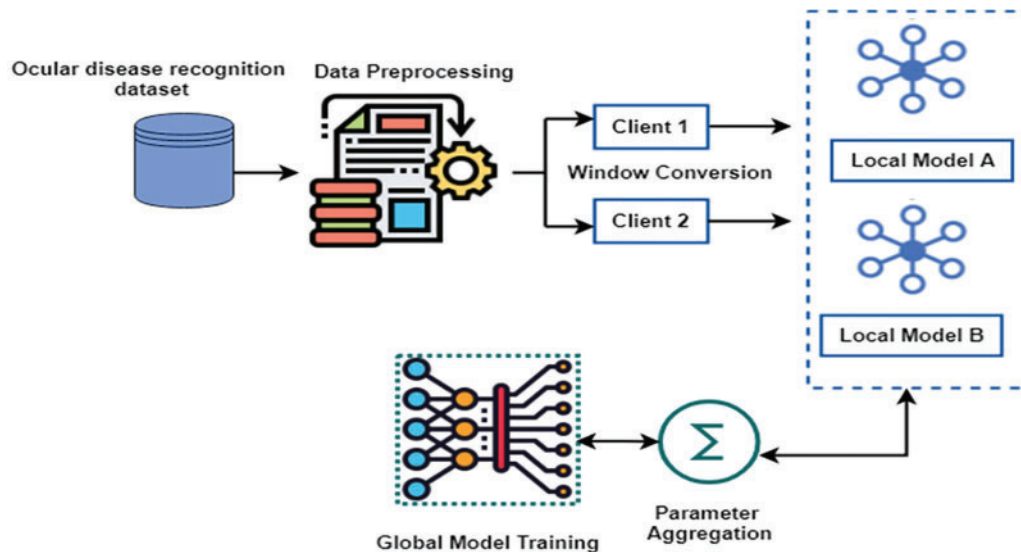 Ocular disease recognition
dataset
Data Preprocessing
Client 1
Window Conversion
Client 2
Local Model A
Local Model B
Σ
Parameter
Aggregation
Global Model Training